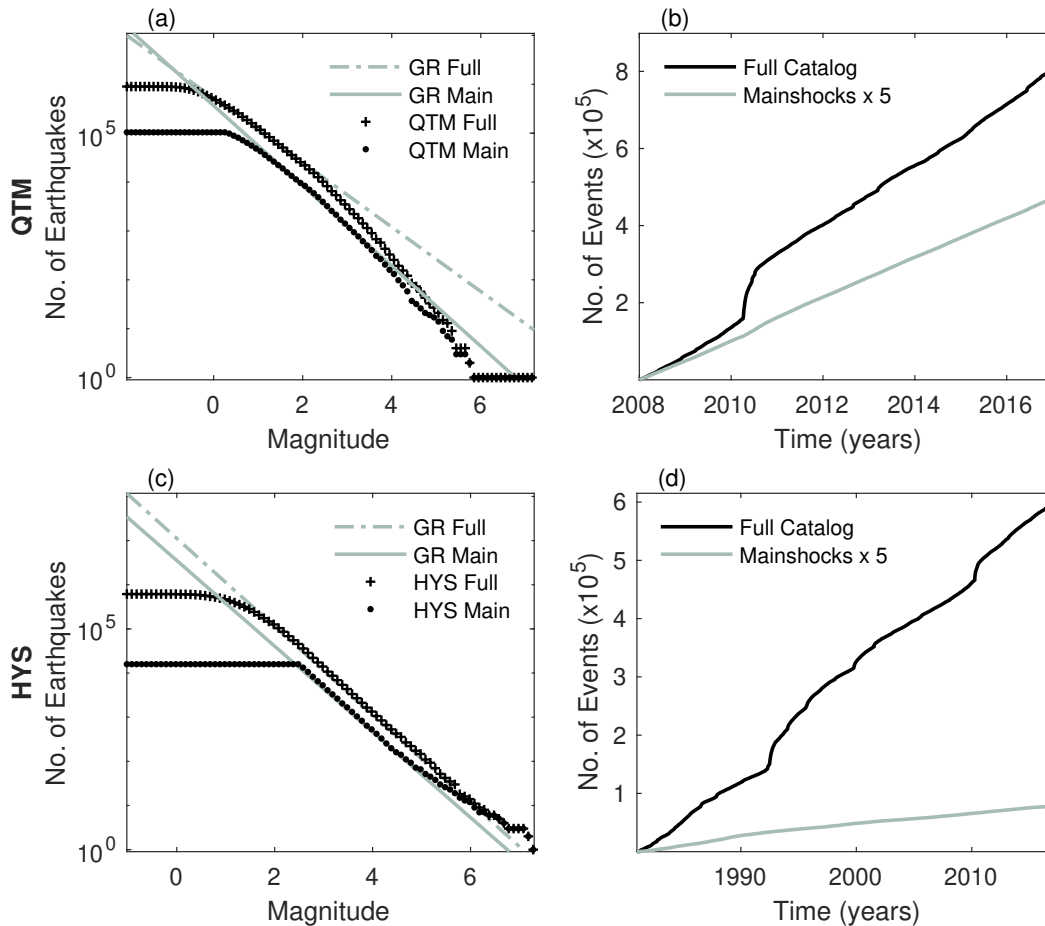 (a)
GR Full
GR Main
QTM Full
QTM Main
10^5
10^0
0 2 4 6
Magnitude
QTM
No. of Earthquakes
(b)
Full Catalog
Mainshocks x 5
8
6
4
2
2008 2010 2012 2014 2016
Time (years)
No. of Events (x10^5)
(c)
GR Full
GR Main
HYS Full
HYS Main
10^5
10^0
0 2 4 6
Magnitude
HYS
No. of Earthquakes
(d)
Full Catalog
Mainshocks x 5
6
5
4
3
2
1
1990 2000 2010
Time (years)
No. of Events (x10^5)